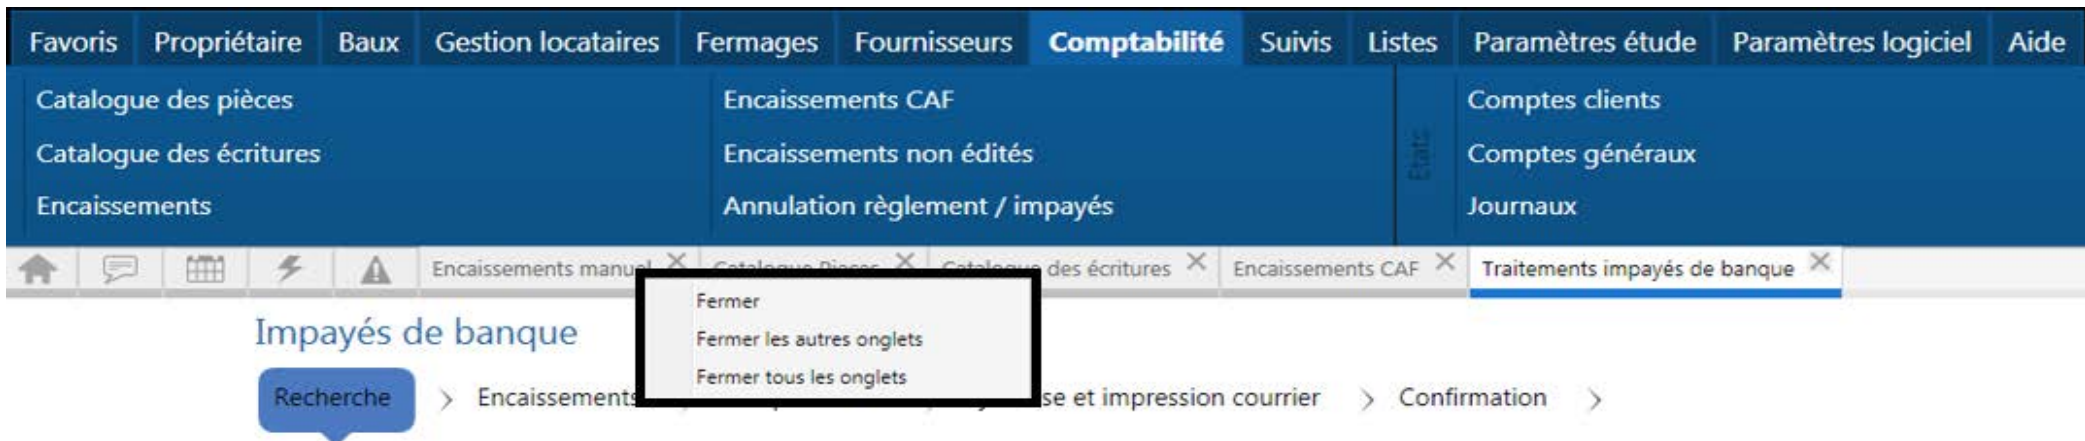 Favoris Propriétaire Baux Gestion locataires Fermages Fournisseurs Comptabilité Suivis Listes Paramètres étude Paramètres logiciel Aide
Catalogue des pièces Encaissements CAF Comptes clients
Catalogue des écritures Encaissements non édités Etats Comptes généraux
Encaissements Annulation règlement / impayés Journaux
Encaissements manuel Catalogue Pieces Catalogue des écritures Encaissements CAF Traitements impayés de banque
Fermer
Impayés de banque
Fermer les autres onglets
Fermer tous les onglets
Recherche Encaissements se et impression courrier Confirmation